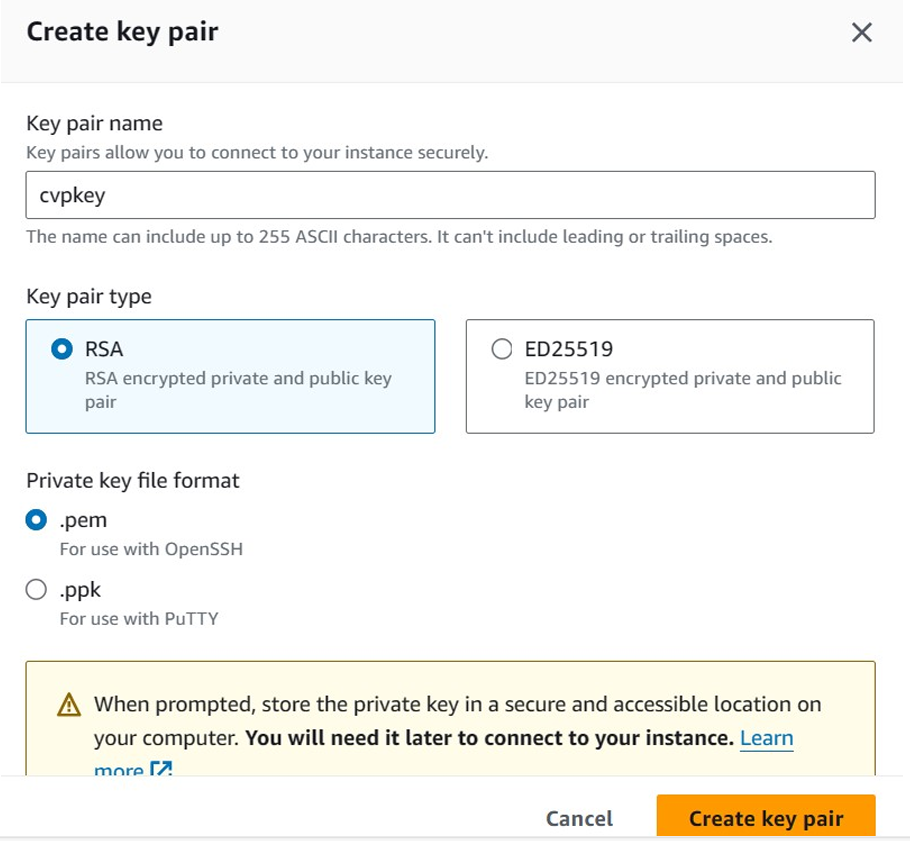 Create key pair
Key pair name
Key pairs allow you to connect to your instance securely.
cvpkey
The name can include up to 255 ASCII characters. It can't include leading or trailing spaces.
Key pair type
RSA
RSA encrypted private and public key
pair
ED25519
ED25519 encrypted private and public
key pair
Private key file format
.pem
For use with OpenSSH
.ppk
For use with PuTTY
When prompted, store the private key in a secure and accessible location on
your computer. You will need it later to connect to your instance. Learn
more
Cancel
Create key pair